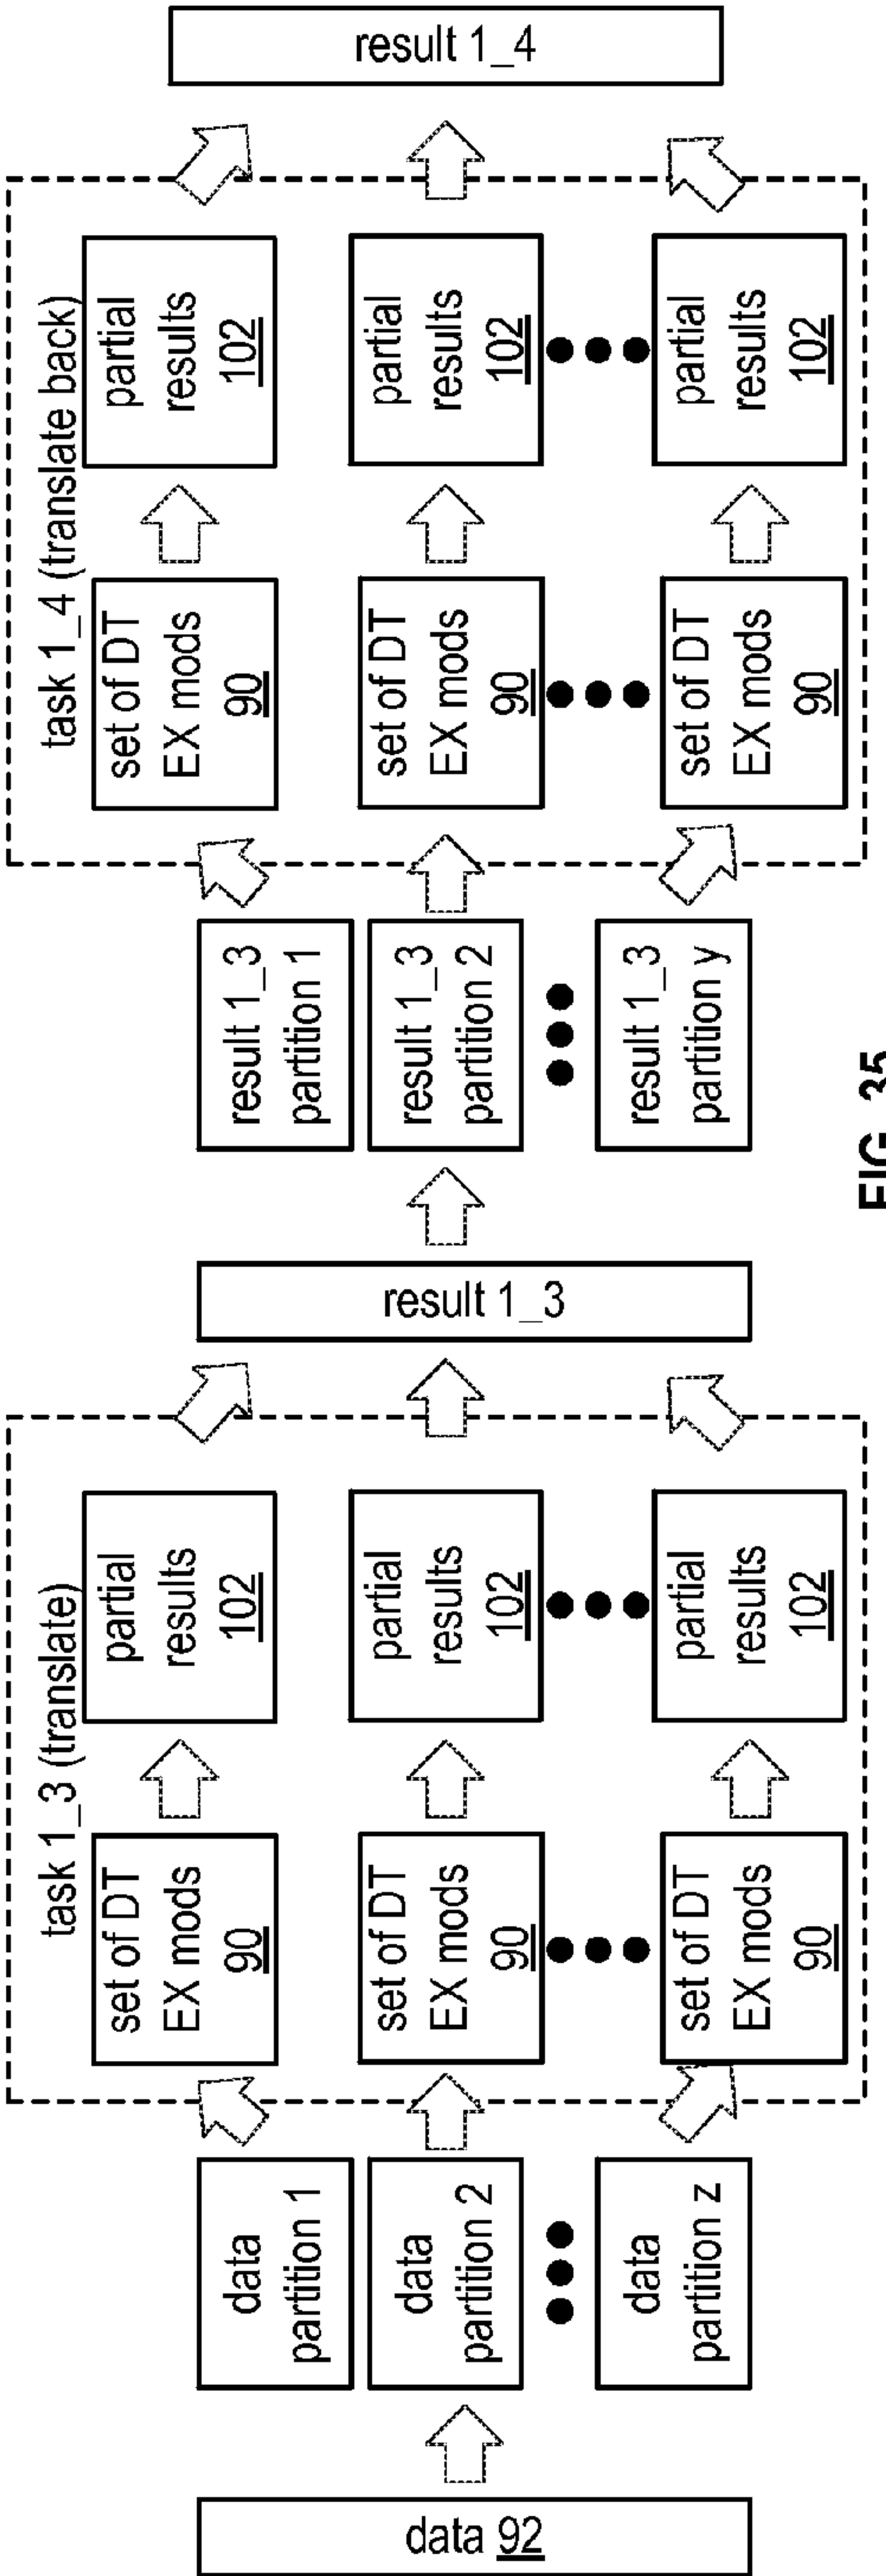 data 92
data
partition 1
data
partition 2
data
partition z
task 1_3 (translate)
set of DT
EX mods
90
partial
results
102
set of DT
EX mods
90
partial
results
102
set of DT
EX mods
90
partial
results
102
result 1_3
result 1_3
partition 1
result 1_3
partition 2
result 1_3
partition y
task 1_4 (translate back)
set of DT
EX mods
90
partial
results
102
set of DT
EX mods
90
partial
results
102
set of DT
EX mods
90
partial
results
102
result 1_4
FIG. 35